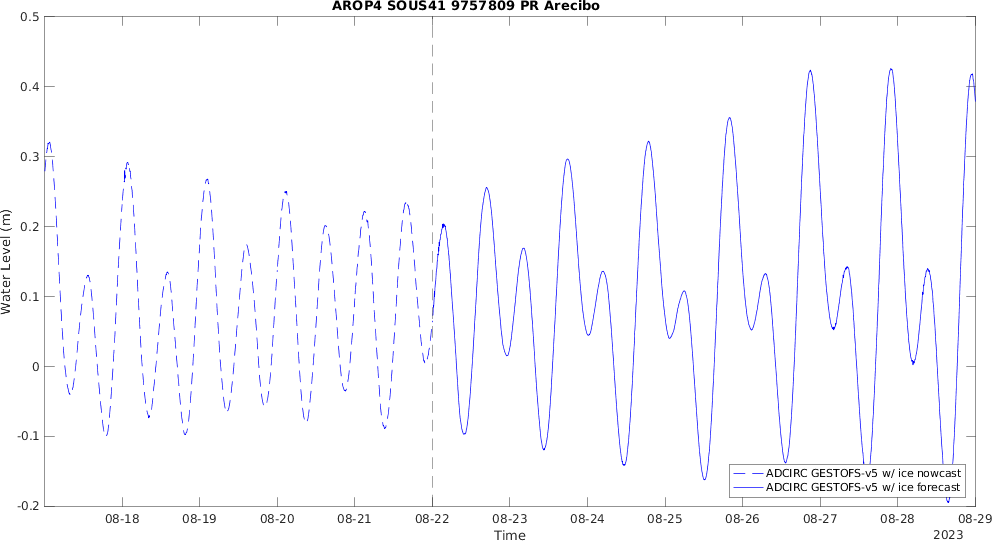 AROP4 SOUS41 9757809 PR Arecibo
0.5
0.4
0.3
0.2
0.1
0
-0.1
-0.2
Water Level (m)
08-18 08-19 08-20 08-21 08-22 08-23 08-24 08-25 08-26 08-27 08-28 08-29
Time
2023
ADCIRC GESTOFS-v5 w/ ice nowcast
ADCIRC GESTOFS-v5 w/ ice forecast